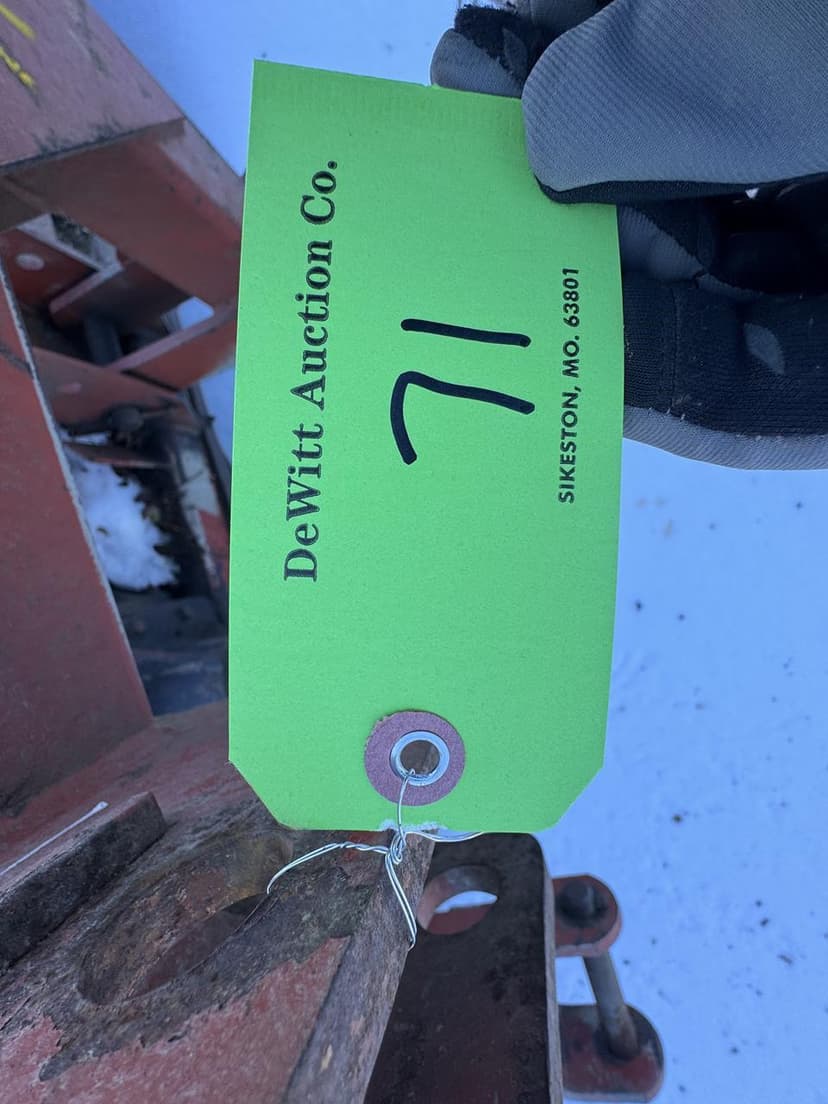 DeWitt Auction Co.
71
SIKESTON, MO. 63801